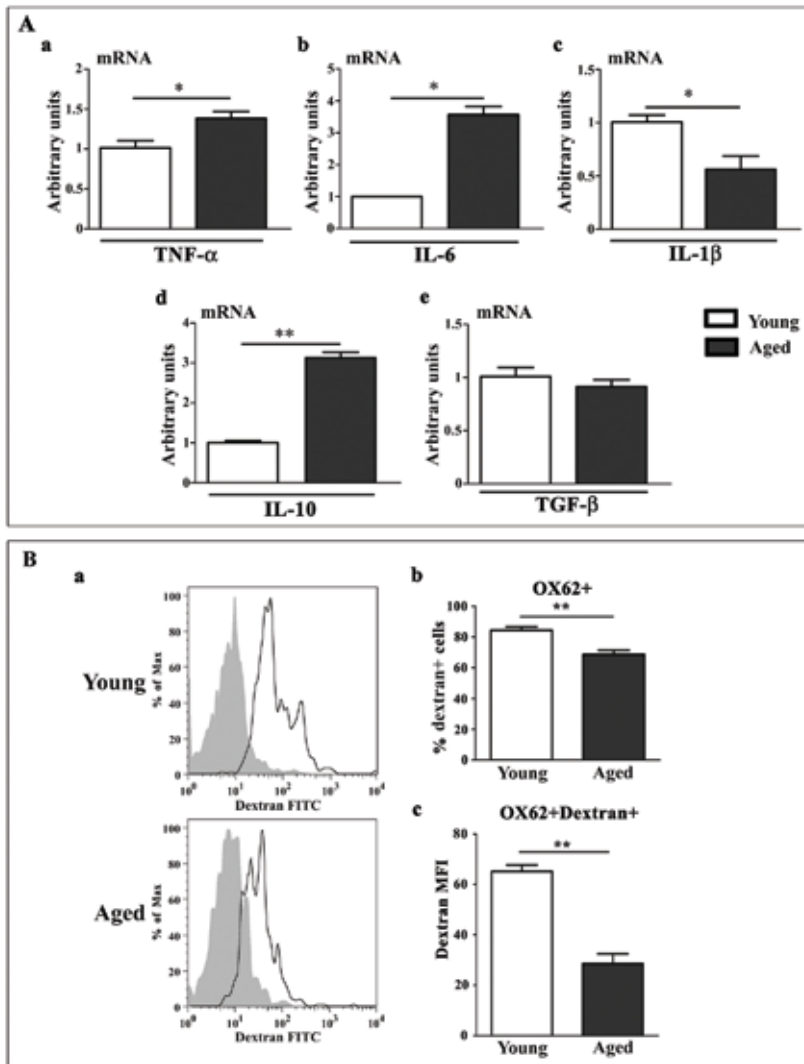 A
a
mRNA
Arbitrary units
2
1.5
1
0.5
0
*
TNF-α
b
mRNA
Arbitrary units
5
4
3
2
1
0
*
IL-6
c
mRNA
Arbitrary units
1.5
1
0.5
0
*
IL-1β
d
mRNA
Arbitrary units
4
3
2
1
0
**
IL-10
e
mRNA
Arbitrary units
1.5
1
0.5
0
TGF-β
Young
Aged
B
a
Young
% of Max
100
80
60
40
20
0
10⁰ 10¹ 10² 10³ 10⁴
Dextran FITC
Aged
% of Max
100
80
60
40
20
0
10⁰ 10¹ 10² 10³ 10⁴
Dextran FITC
b
OX62+
% dextran+ cells
100
80
60
40
20
0
**
Young Aged
c
OX62+Dextran+
Dextran MFI
80
60
40
20
0
**
Young Aged